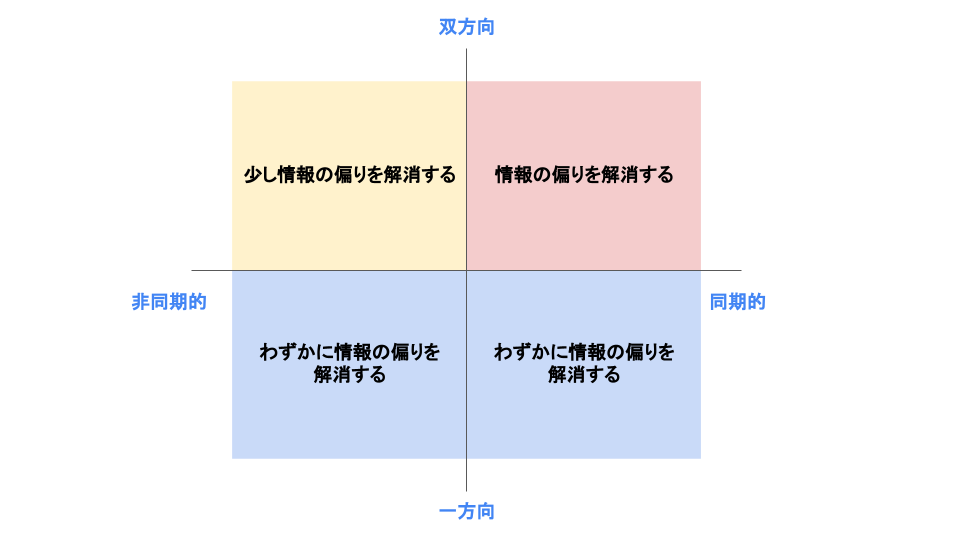 双方向
少し情報の偏りを解消する
情報の偏りを解消する
非同期的
同期的
わずかに情報の偏りを
解消する
わずかに情報の偏りを
解消する
一方向